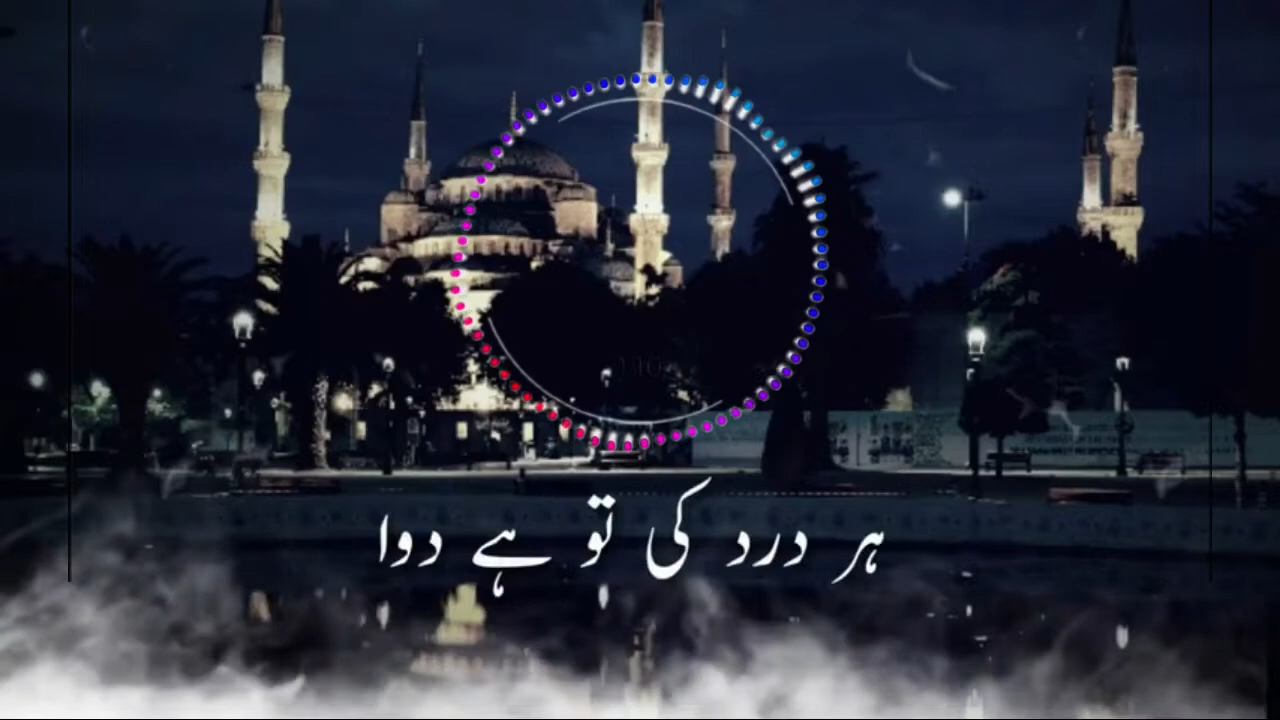 ہر درد کی تو ہے دوا